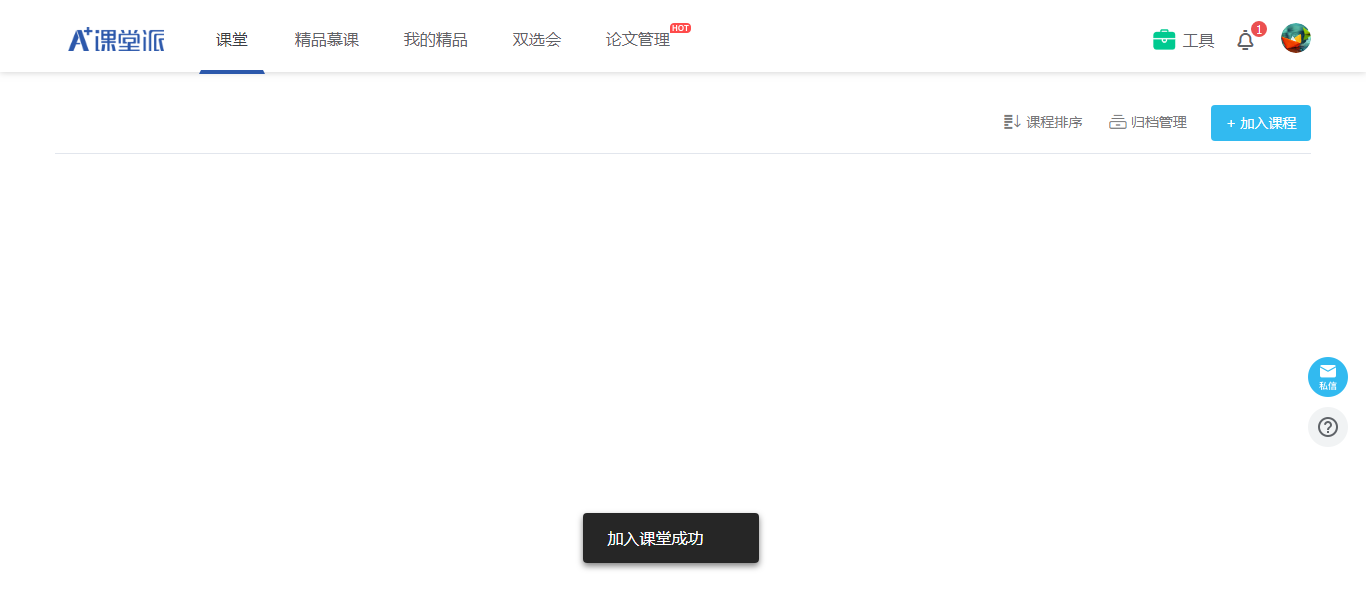 A+课堂派
课堂
精品慕课
我的精品
双选会
论文管理
HOT
工具
1
课程排序
归档管理
+ 加入课程
私信
加入课堂成功